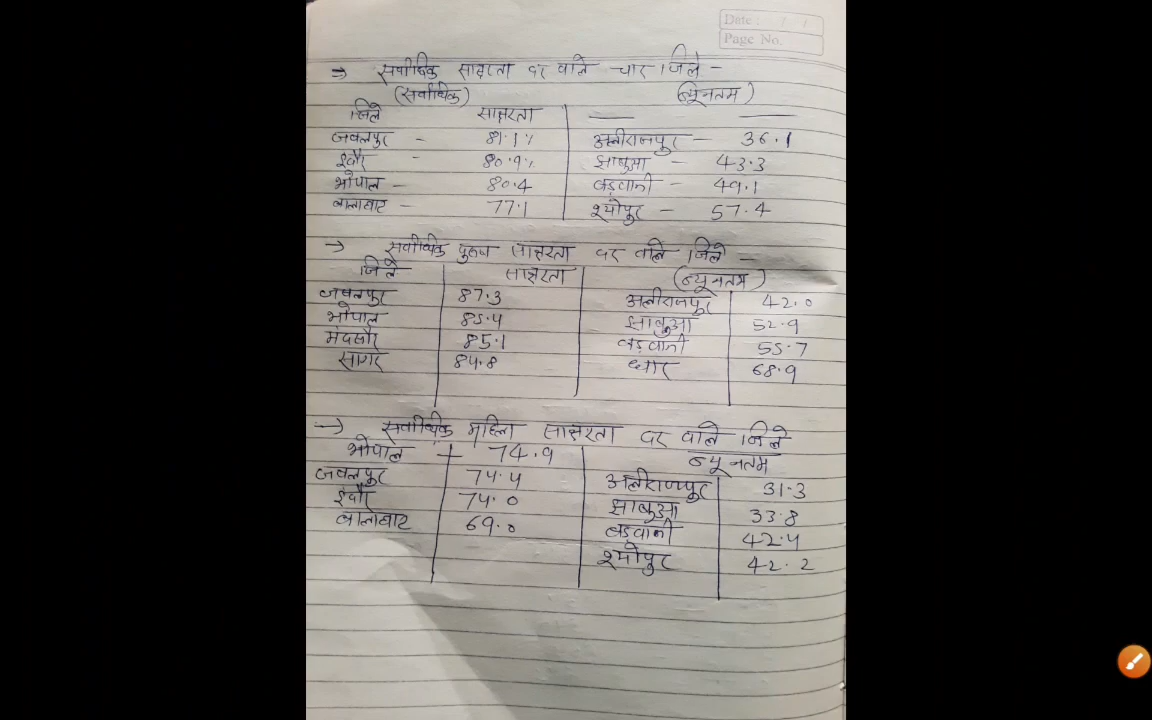 Date : / /
Page No.
⇒ सर्वाधिक साक्षरता दर वाले चार जिले –
(सर्वाधिक) (न्यूनतम)
जिले साक्षरता
जबलपुर – 81.1% अलीराजपुर – 36.1
इंदौर – 80.9% झाबुआ – 43.3
भोपाल – 80.4 बड़वानी – 49.1
बालाघाट – 77.1 श्योपुर – 57.4
→ सर्वाधिक पुरुष साक्षरता दर वाले जिले –
जिले साक्षरता (न्यूनतम)
जबलपुर 87.3 अलीराजपुर 42.0
भोपाल 85.4 झाबुआ 52.9
मंदसौर 85.1 बड़वानी 55.7
सागर 84.8 धार 68.9
→ सर्वाधिक महिला साक्षरता दर वाले जिले
भोपाल – 74.9 न्यूनतम
जबलपुर 74.4 अलीराजपुर 31.3
इंदौर 74.0 झाबुआ 33.8
बालाघाट 69.0 बड़वानी 42.4
श्योपुर 42.2